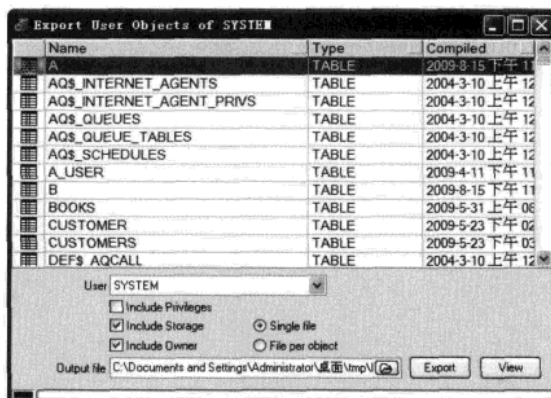 Export User Objects of SYSTEM
Name Type Compiled
A TABLE 2009-8-15 下午 11
AQ$_INTERNET_AGENTS TABLE 2004-3-10 上午 12
AQ$_INTERNET_AGENT_PRIVS TABLE 2004-3-10 上午 12
AQ$_QUEUES TABLE 2004-3-10 上午 12
AQ$_QUEUE_TABLES TABLE 2004-3-10 上午 12
AQ$_SCHEDULES TABLE 2004-3-10 上午 12
A_USER TABLE 2009-4-11 下午 11
B TABLE 2009-8-15 下午 11
BOOKS TABLE 2009-5-31 上午 08
CUSTOMER TABLE 2009-5-23 下午 02
CUSTOMERS TABLE 2009-5-23 下午 03
DEF$_AQCALL TABLE 2004-3-10 上午 12
User SYSTEM
Include Privileges
Include Storage Single file
Include Owner File per object
Output file C:\Documents and Settings\Administrator\桌面\tmp\ Export View